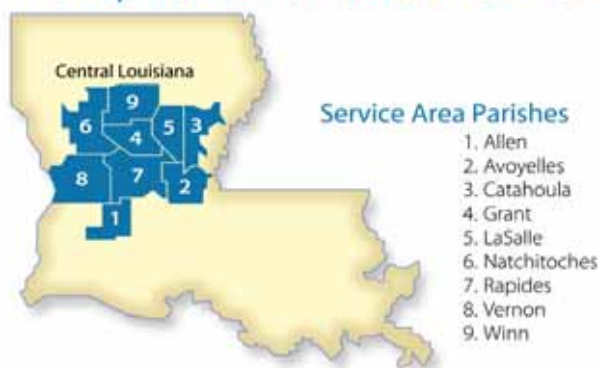 Central Louisiana
9
6
4
5
3
8
7
2
1
Service Area Parishes
1. Allen
2. Avoyelles
3. Catahoula
4. Grant
5. LaSalle
6. Natchitoches
7. Rapides
8. Vernon
9. Winn